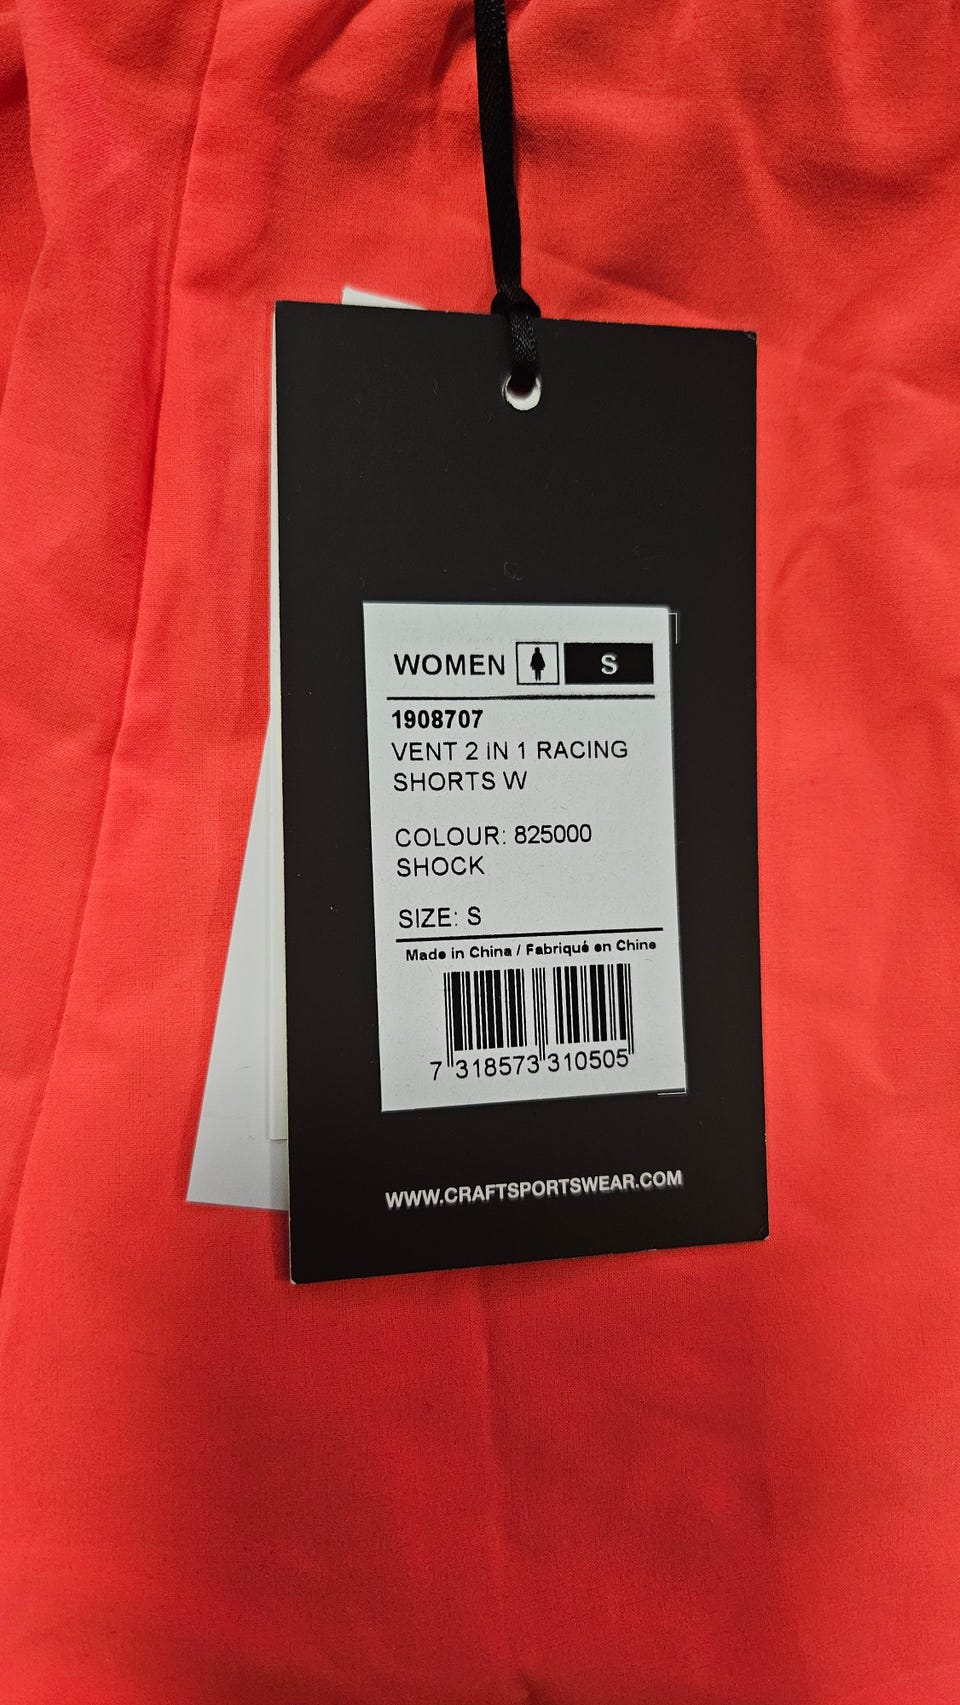 WOMEN S
1908707
VENT 2 IN 1 RACING
SHORTS W
COLOUR: 825000
SHOCK
SIZE: S
Made in China / Fabriqué en Chine
7 318573 310505
WWW.CRAFTSPORTSWEAR.COM